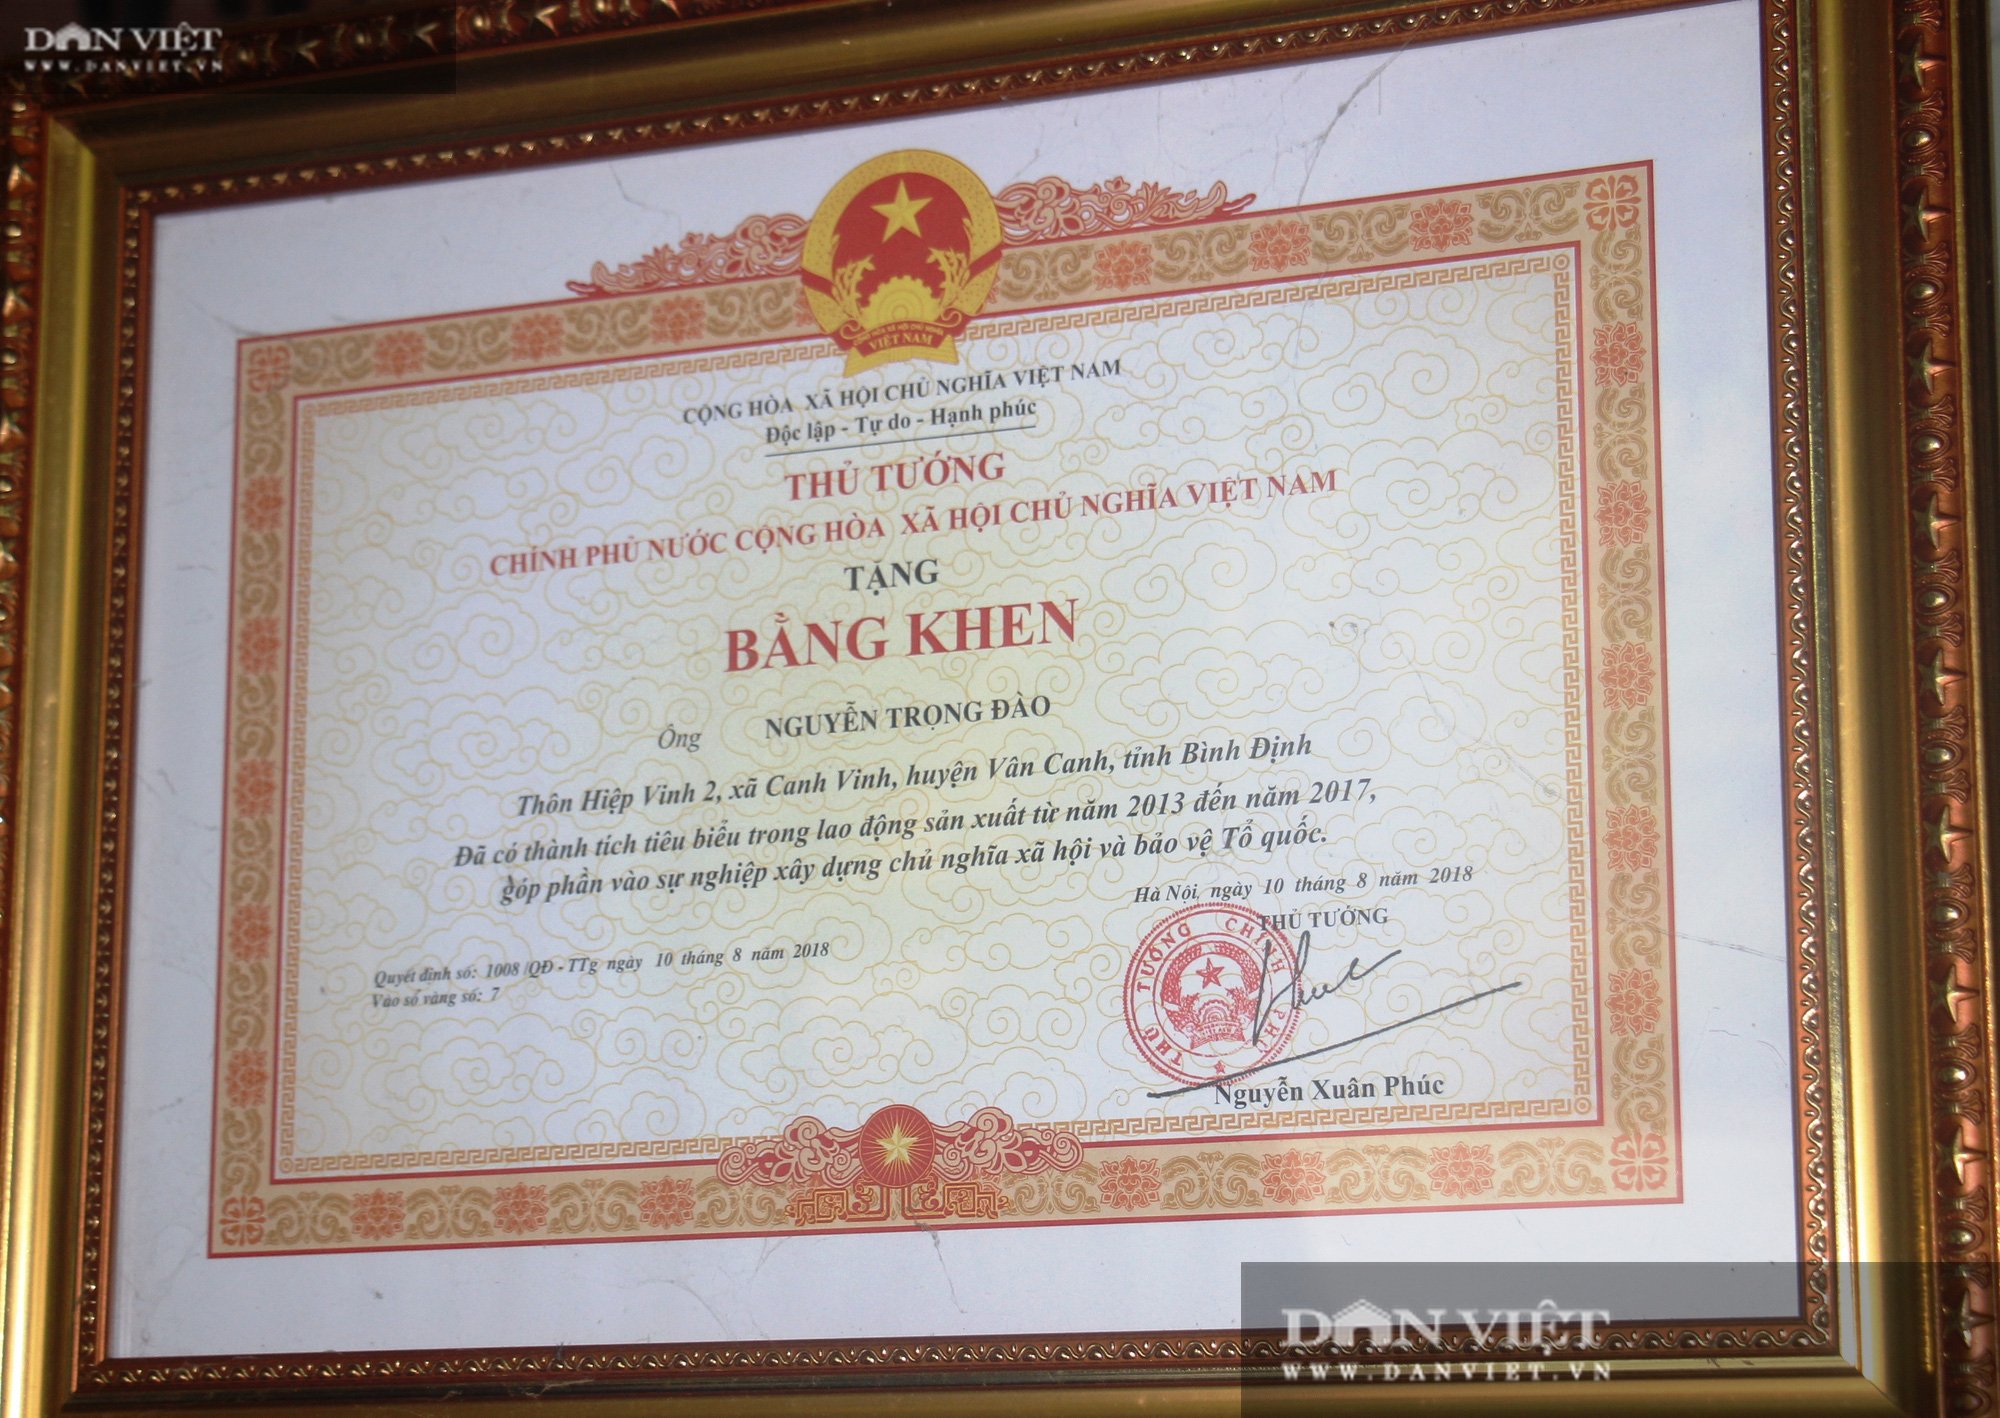 DÂN VIỆT
WWW.DANVIET.VN
VIỆT NAM
CỘNG HÒA XÃ HỘI CHỦ NGHĨA VIỆT NAM
Độc lập - Tự do - Hạnh phúc
THỦ TƯỚNG
CHÍNH PHỦ NƯỚC CỘNG HÒA XÃ HỘI CHỦ NGHĨA VIỆT NAM
TẶNG
BẰNG KHEN
Ông NGUYỄN TRỌNG ĐÀO
Thôn Hiệp Vinh 2, xã Canh Vinh, huyện Vân Canh, tỉnh Bình Định
Đã có thành tích tiêu biểu trong lao động sản xuất từ năm 2013 đến năm 2017,
góp phần vào sự nghiệp xây dựng chủ nghĩa xã hội và bảo vệ Tổ quốc.
Hà Nội, ngày 10 tháng 8 năm 2018
THỦ TƯỚNG
Quyết định số: 1008 /QĐ - TTg ngày 10 tháng 8 năm 2018
Vào sổ vàng số: 7
THỦ TƯỚNG CHÍNH PHỦ
Nguyễn Xuân Phúc
DÂN VIỆT
WWW.DANVIET.VN